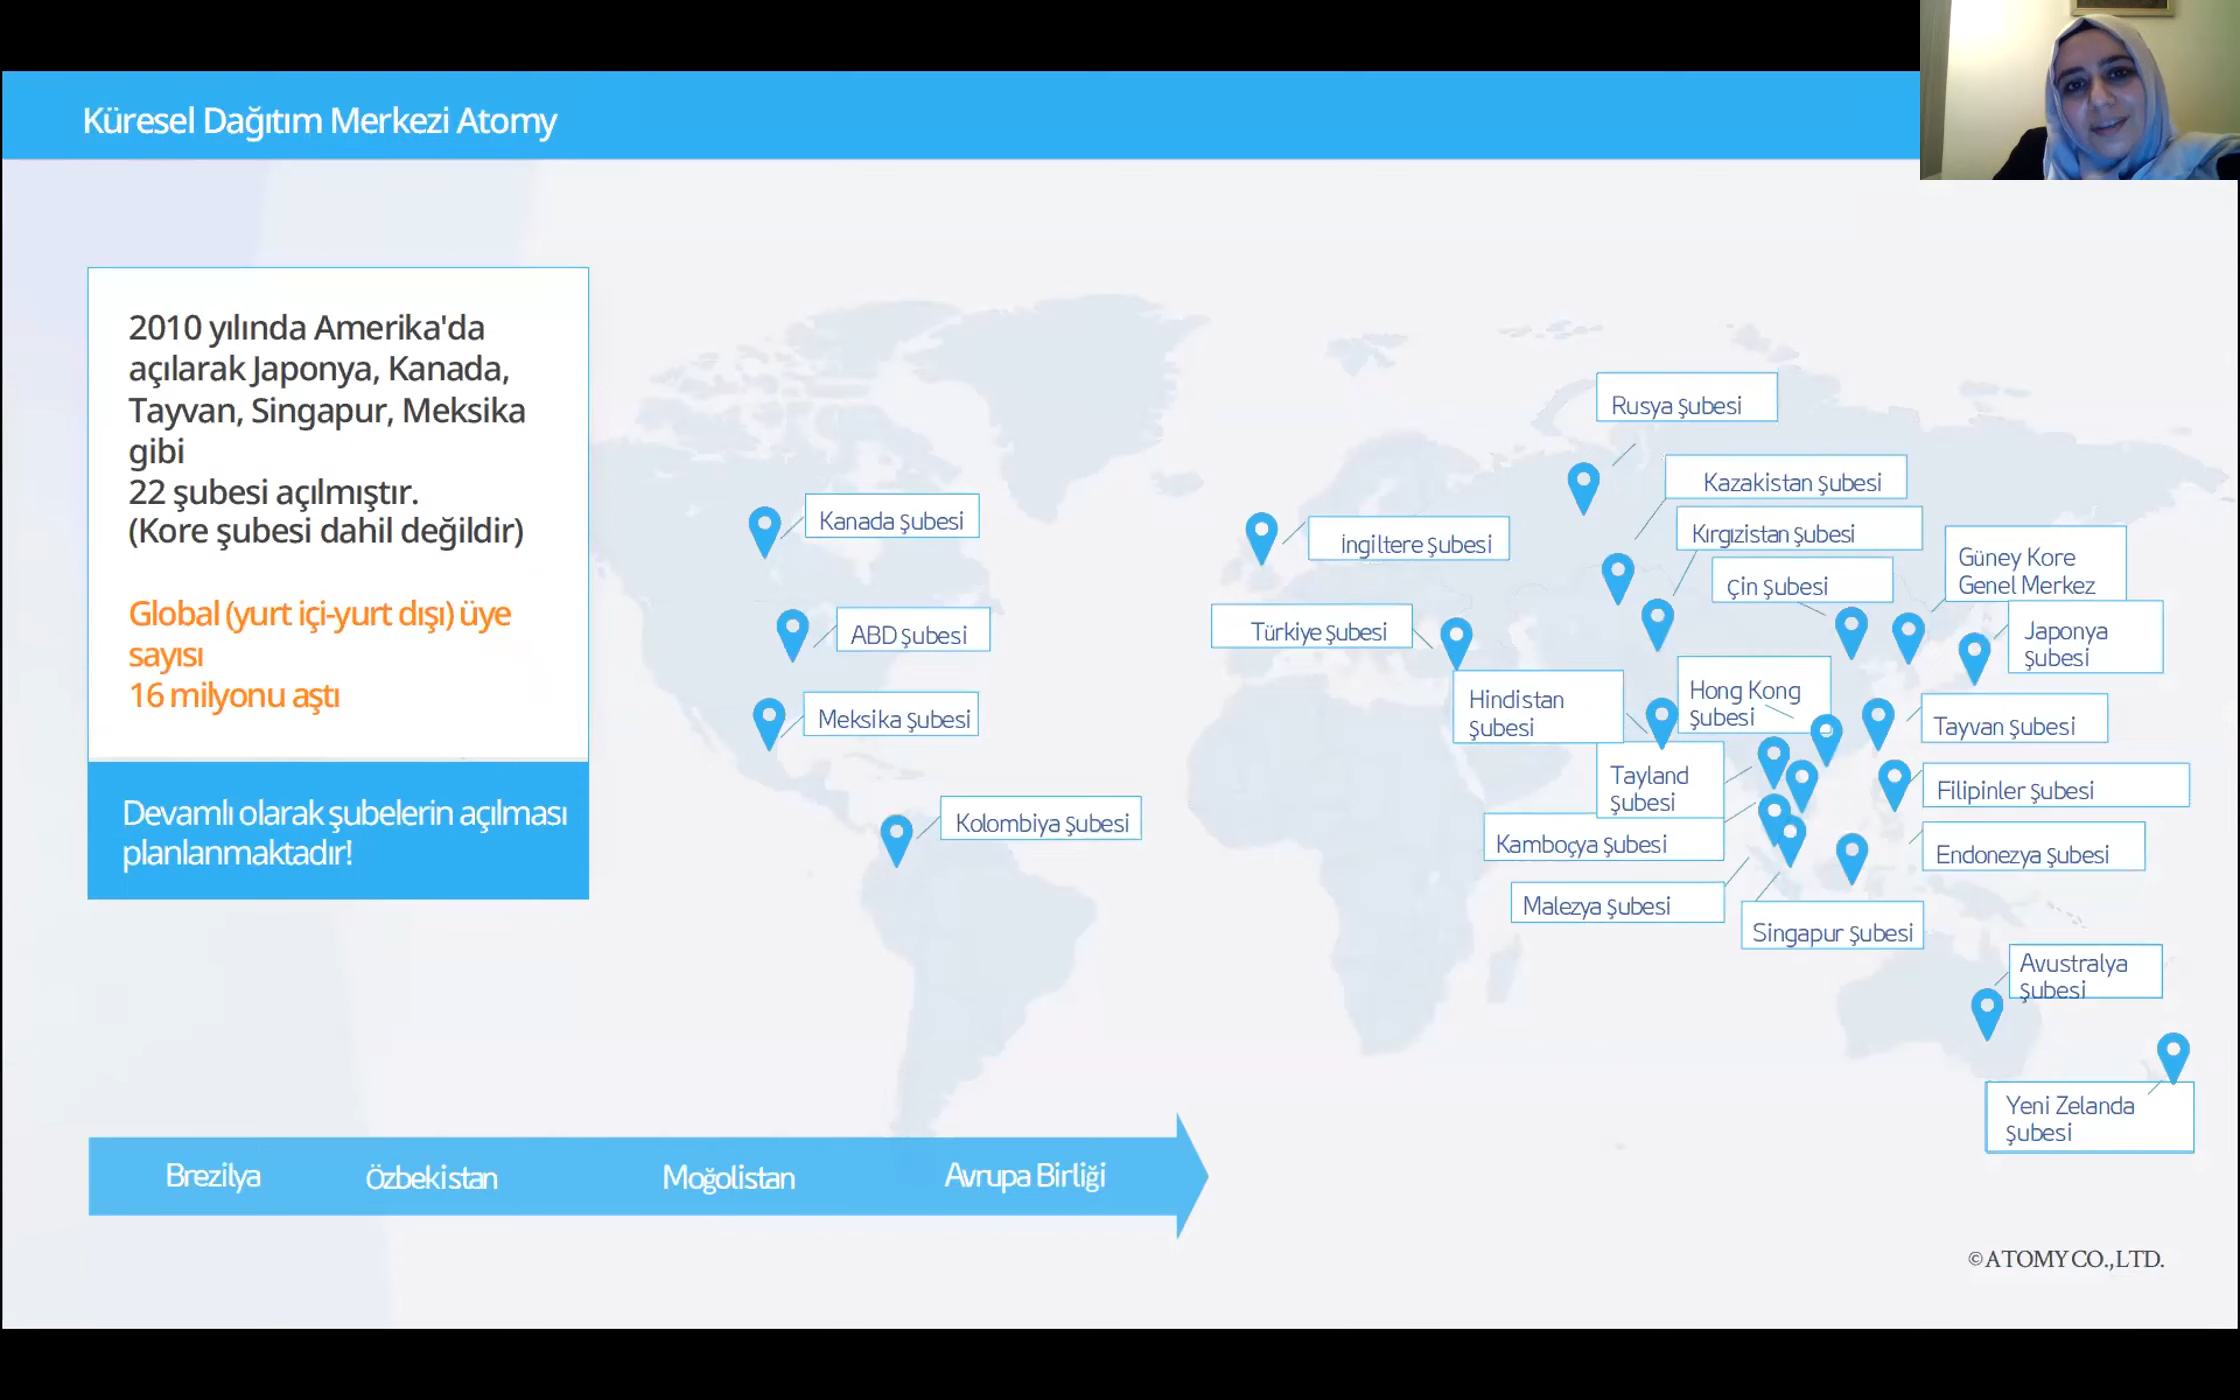 Küresel Dağıtım Merkezi Atomy
2010 yılında Amerika'da
açılarak Japonya, Kanada,
Tayvan, Singapur, Meksika
gibi
22 şubesi açılmıştır.
(Kore şubesi dahil değildir)
Global (yurt içi-yurt dışı) üye
sayısı
16 milyonu aştı
Devamlı olarak şubelerin açılması
planlanmaktadır!
Kanada Şubesi
ABD Şubesi
Meksika Şubesi
Kolombiya Şubesi
İngiltere Şubesi
Türkiye Şubesi
Rusya Şubesi
Kazakistan Şubesi
Kırgızistan Şubesi
Çin Şubesi
Güney Kore
Genel Merkez
Japonya
Şubesi
Hindistan
Şubesi
Hong Kong
Şubesi
Tayvan Şubesi
Tayland
Şubesi
Filipinler Şubesi
Kamboçya Şubesi
Endonezya Şubesi
Malezya Şubesi
Singapur Şubesi
Avustralya
Şubesi
Yeni Zelanda
Şubesi
Brezilya
Özbekistan
Moğolistan
Avrupa Birliği
©ATOMY CO.,LTD.